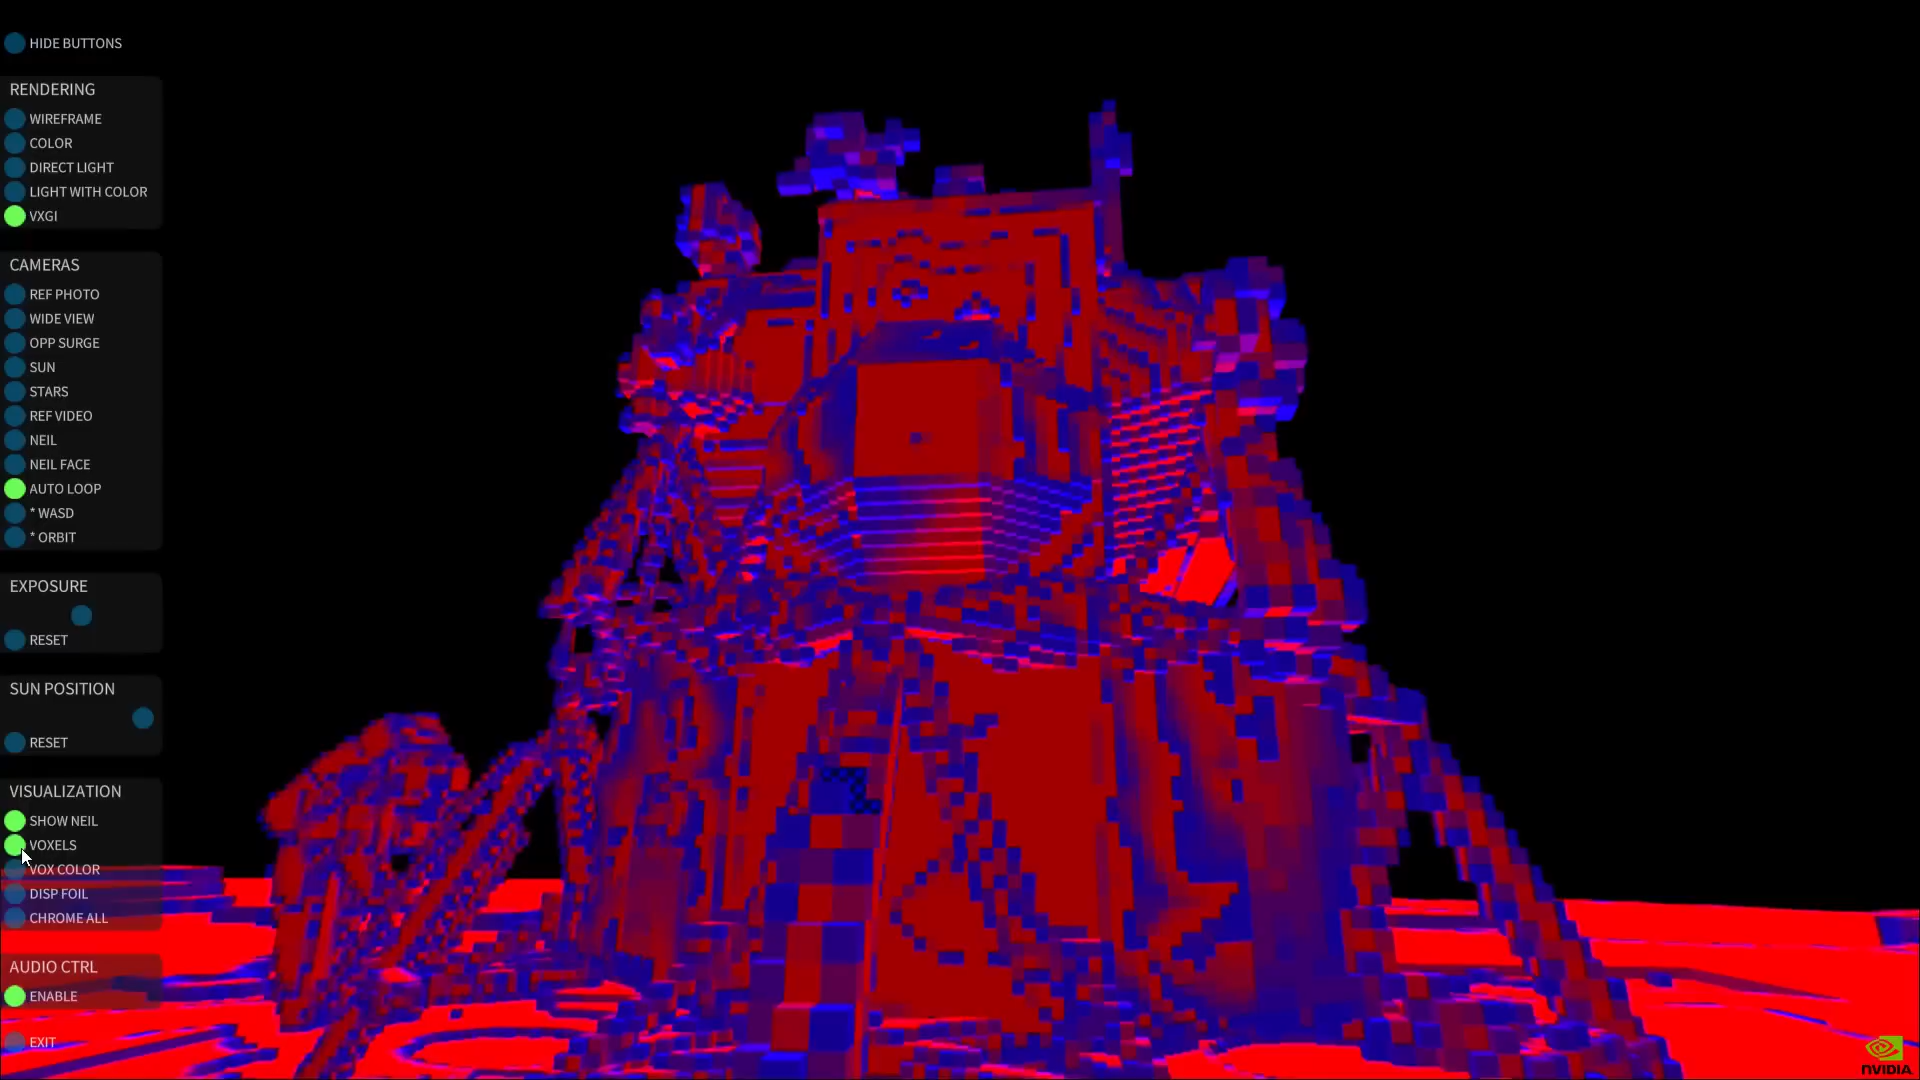 HIDE BUTTONS
RENDERING
WIREFRAME
COLOR
DIRECT LIGHT
LIGHT WITH COLOR
VXGI
CAMERAS
REF PHOTO
WIDE VIEW
OPP SURGE
SUN
STARS
REF VIDEO
NEIL
NEIL FACE
AUTO LOOP
* WASD
* ORBIT
EXPOSURE
RESET
SUN POSITION
RESET
VISUALIZATION
SHOW NEIL
VOXELS
VOX COLOR
DISP FOIL
CHROME ALL
AUDIO CTRL
ENABLE
EXIT
NVIDIA